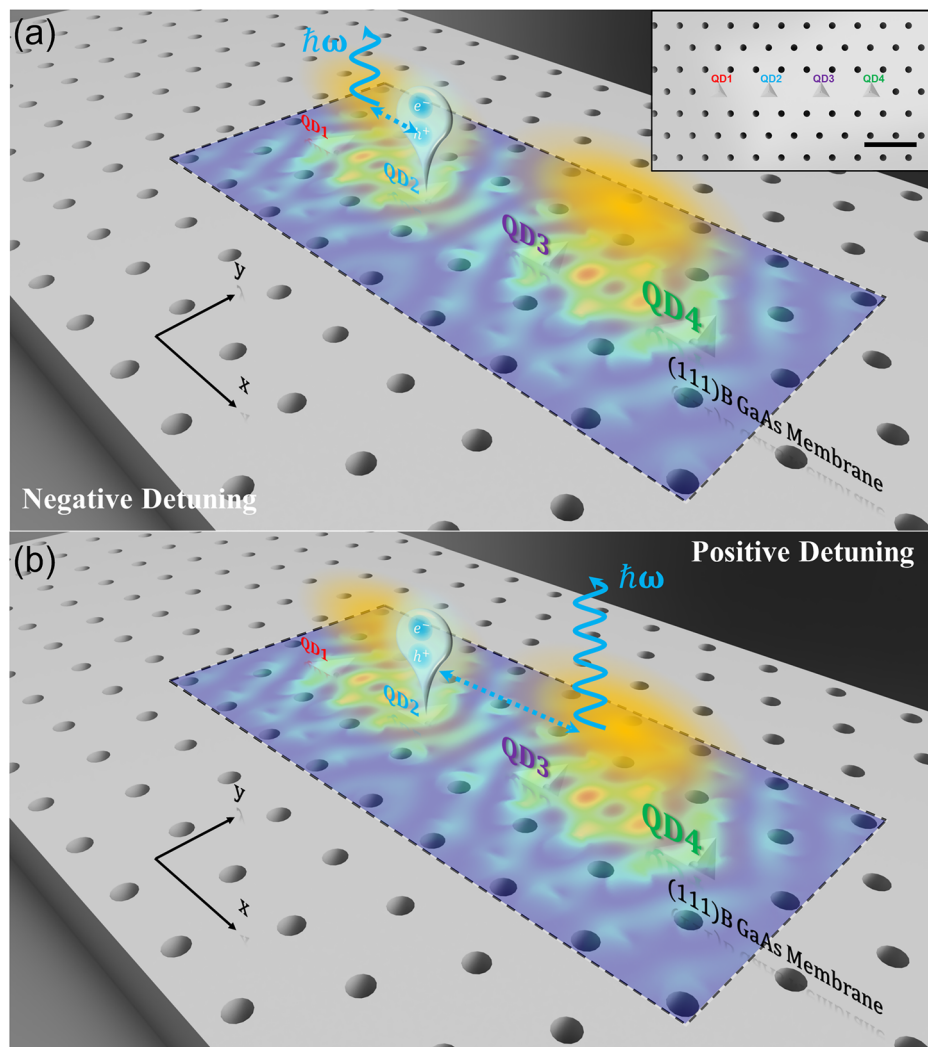 (a)
ħω
QD1 QD2 QD3 QD4
e⁻
h⁺
QD1
QD2
QD3
QD4
y
x
(111)B GaAs Membrane
Negative Detuning
(b)
Positive Detuning
ħω
e⁻
h⁺
QD1
QD2
QD3
QD4
y
x
(111)B GaAs Membrane